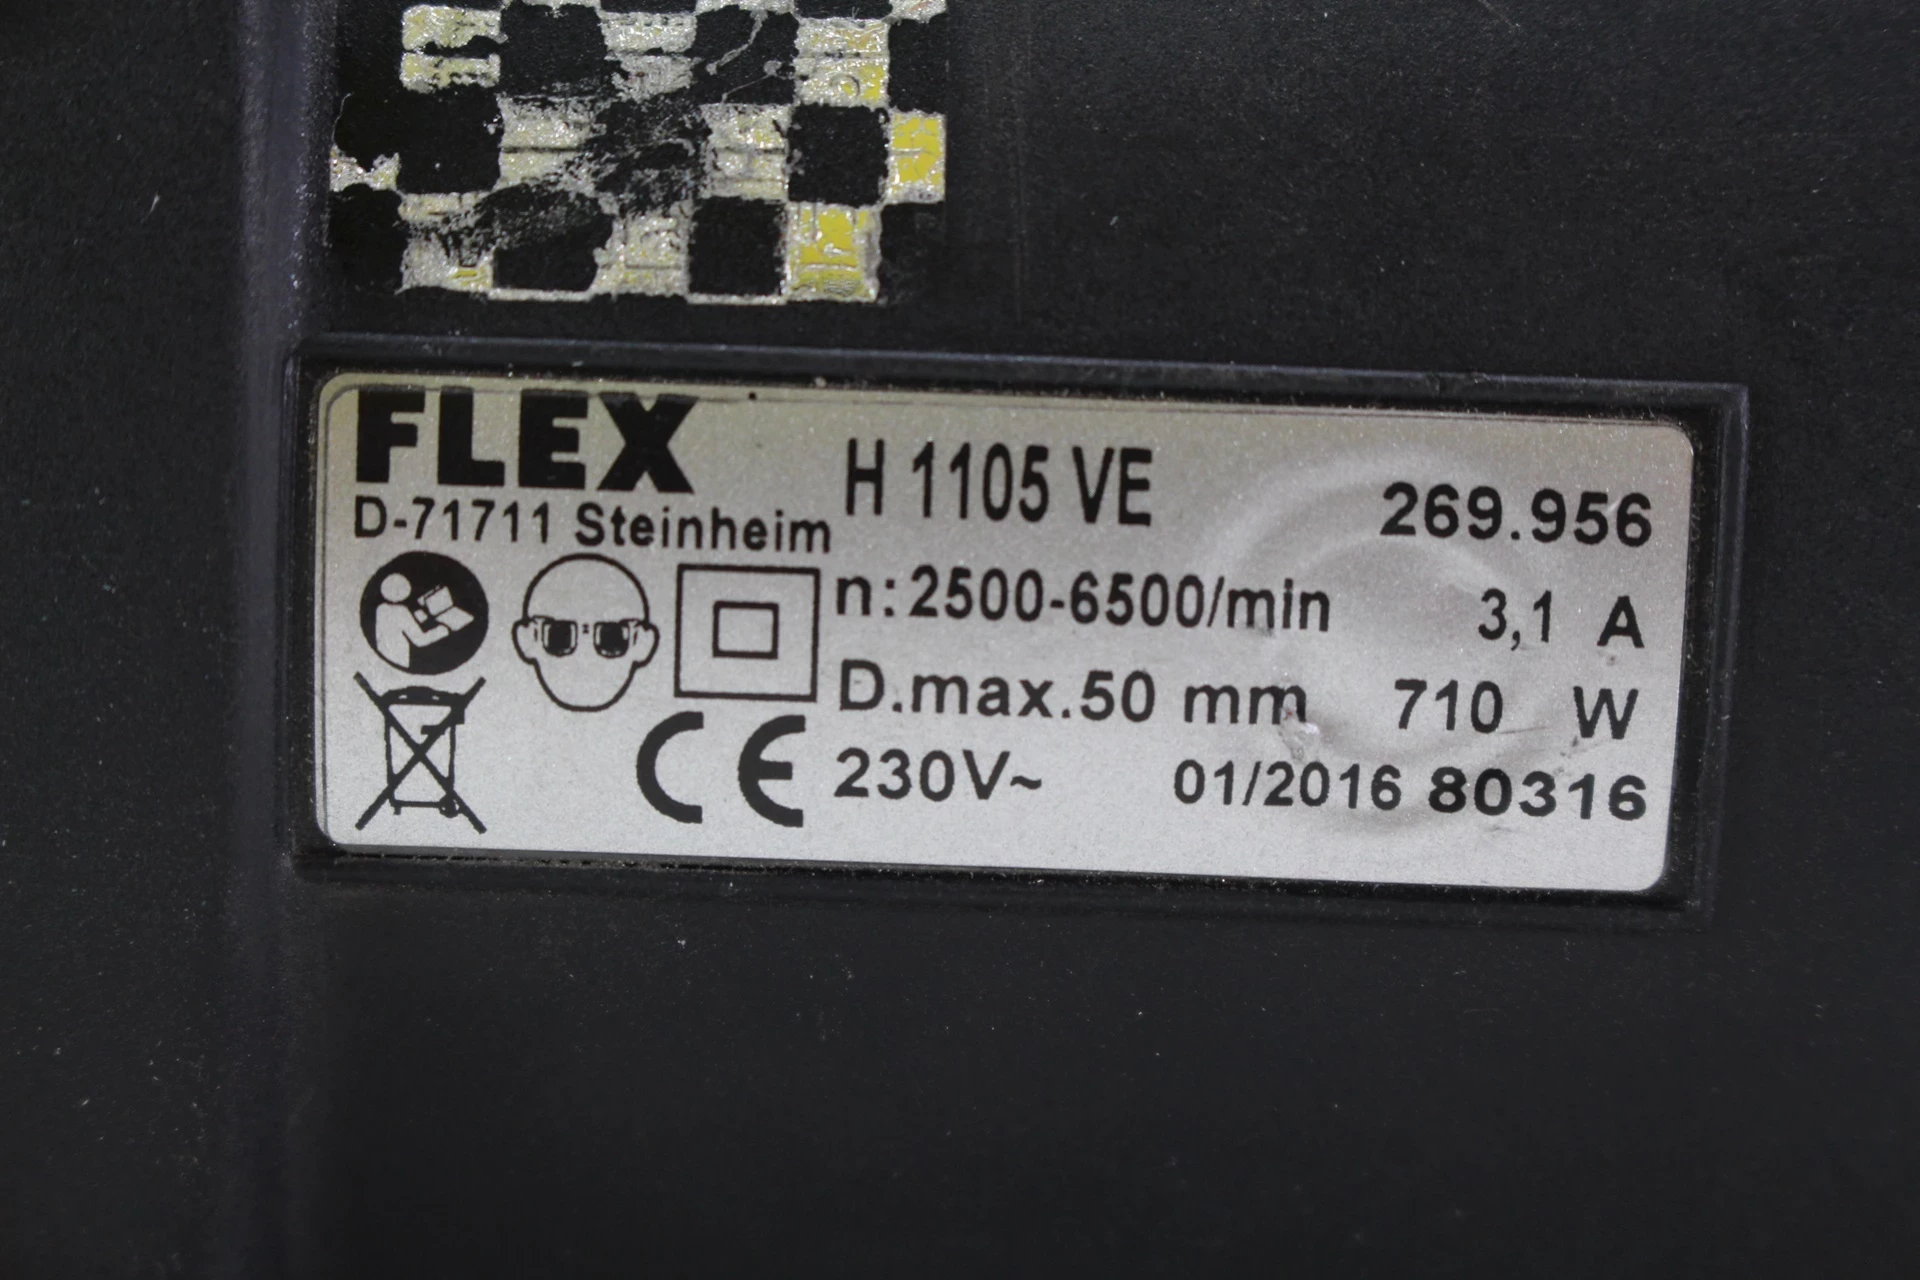 FLEX
D-71711 Steinheim
H 1105 VE 269.956
n: 2500-6500/min 3,1 A
D.max.50 mm 710 W
CE 230V~ 01/2016 80316